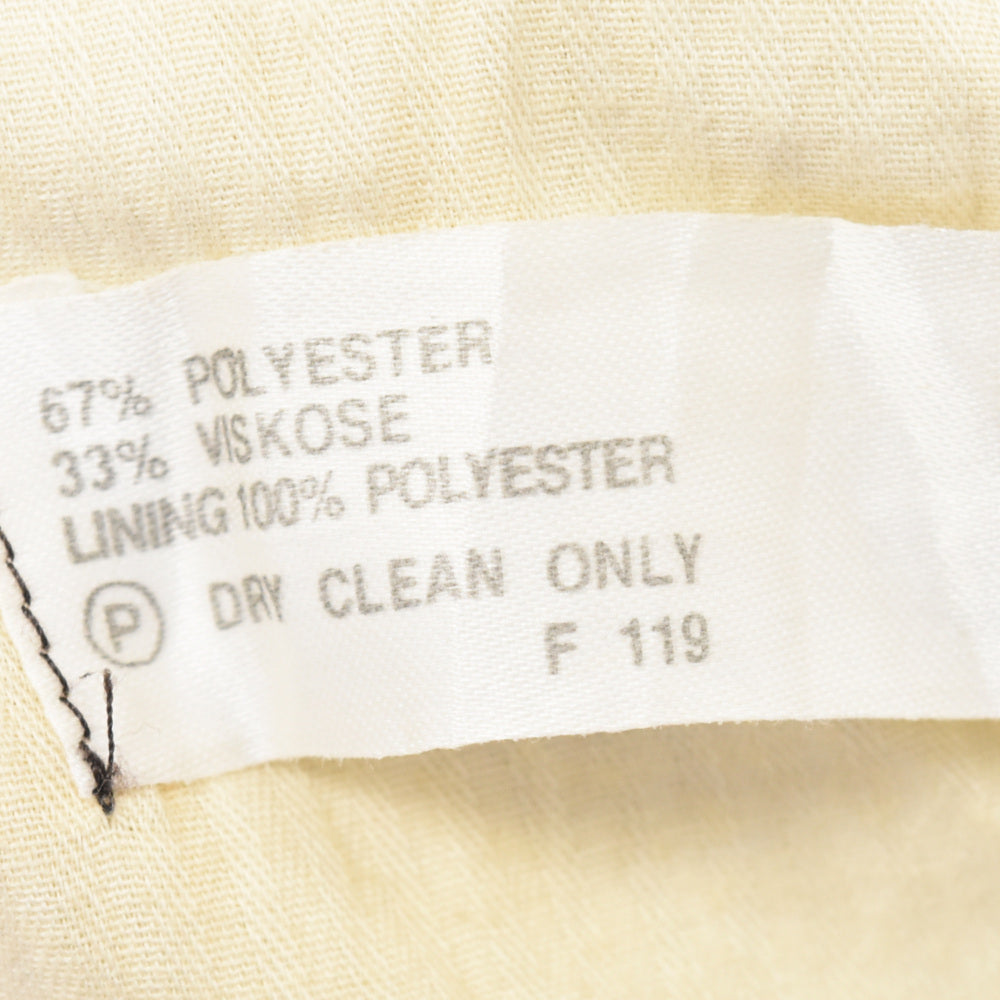 67% POLYESTER
33% VISKOSE
LINING 100% POLYESTER
P DRY CLEAN ONLY
F 119